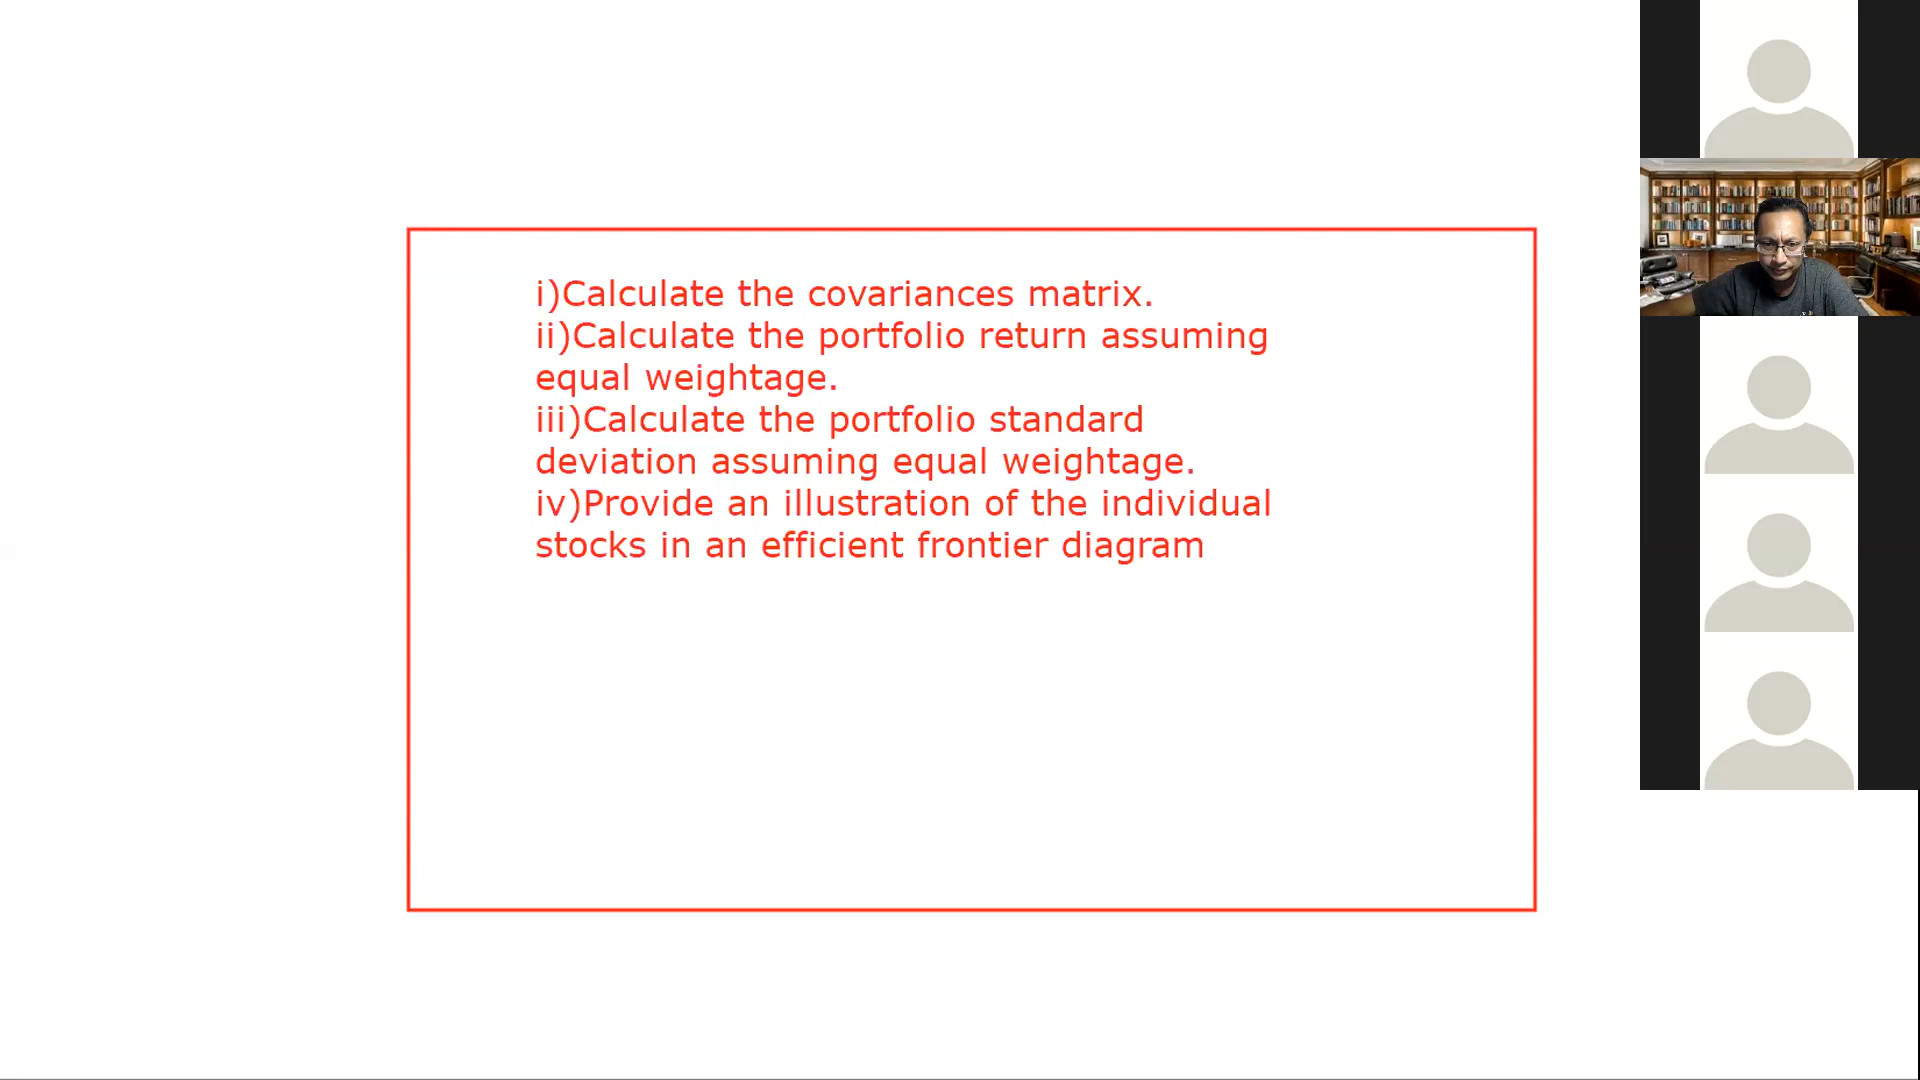 i)Calculate the covariances matrix.
ii)Calculate the portfolio return assuming
equal weightage.
iii)Calculate the portfolio standard
deviation assuming equal weightage.
iv)Provide an illustration of the individual
stocks in an efficient frontier diagram